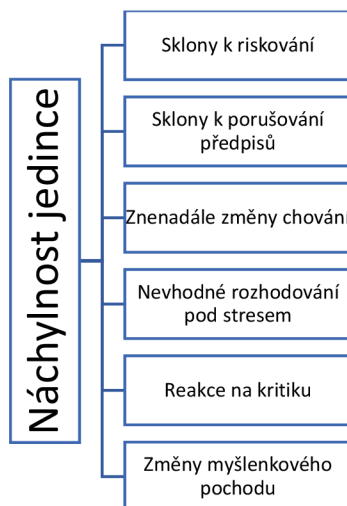 Náchylnost jedince
Sklony k riskování
Sklony k porušování
předpisů
Znenadále změny chování
Nevhodné rozhodování
pod stresem
Reakce na kritiku
Změny myšlenkového
pochodu